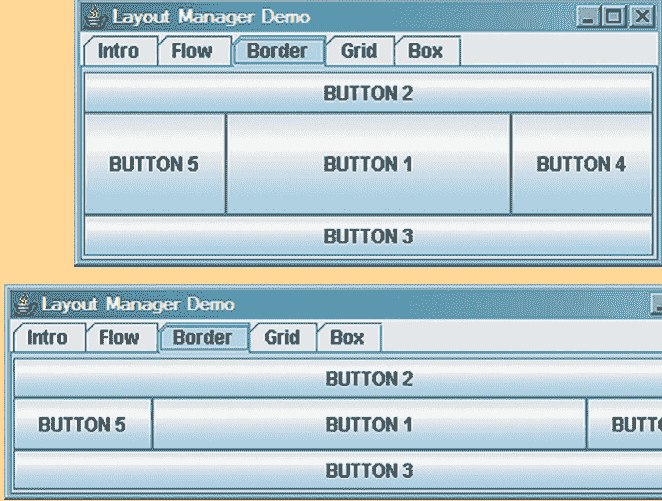 Layout Manager Demo
Intro Flow Border Grid Box
BUTTON 2
BUTTON 5 BUTTON 1 BUTTON 4
BUTTON 3
Layout Manager Demo
Intro Flow Border Grid Box
BUTTON 2
BUTTON 5 BUTTON 1
BUTTON 3